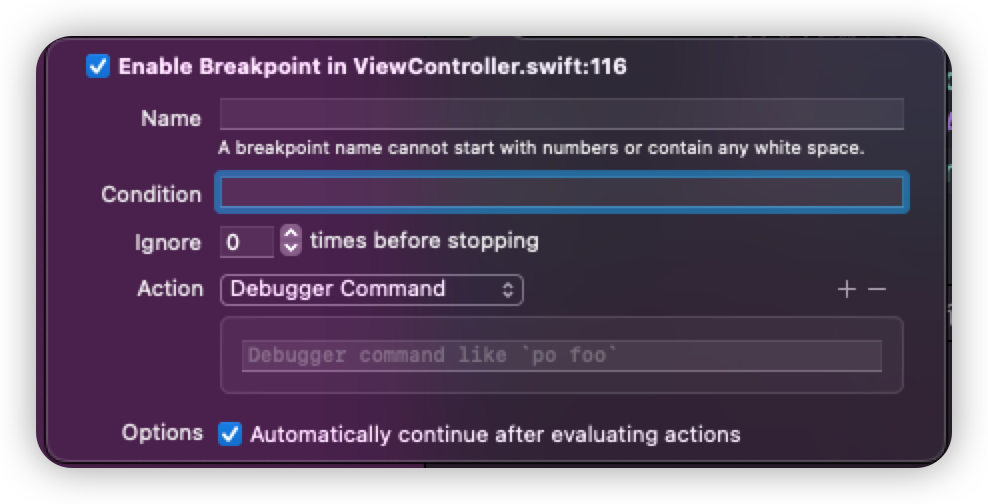 Enable Breakpoint in ViewController.swift:116
Name
A breakpoint name cannot start with numbers or contain any white space.
Condition
Ignore 0 times before stopping
Action Debugger Command + −
Debugger command like `po foo`
Options Automatically continue after evaluating actions